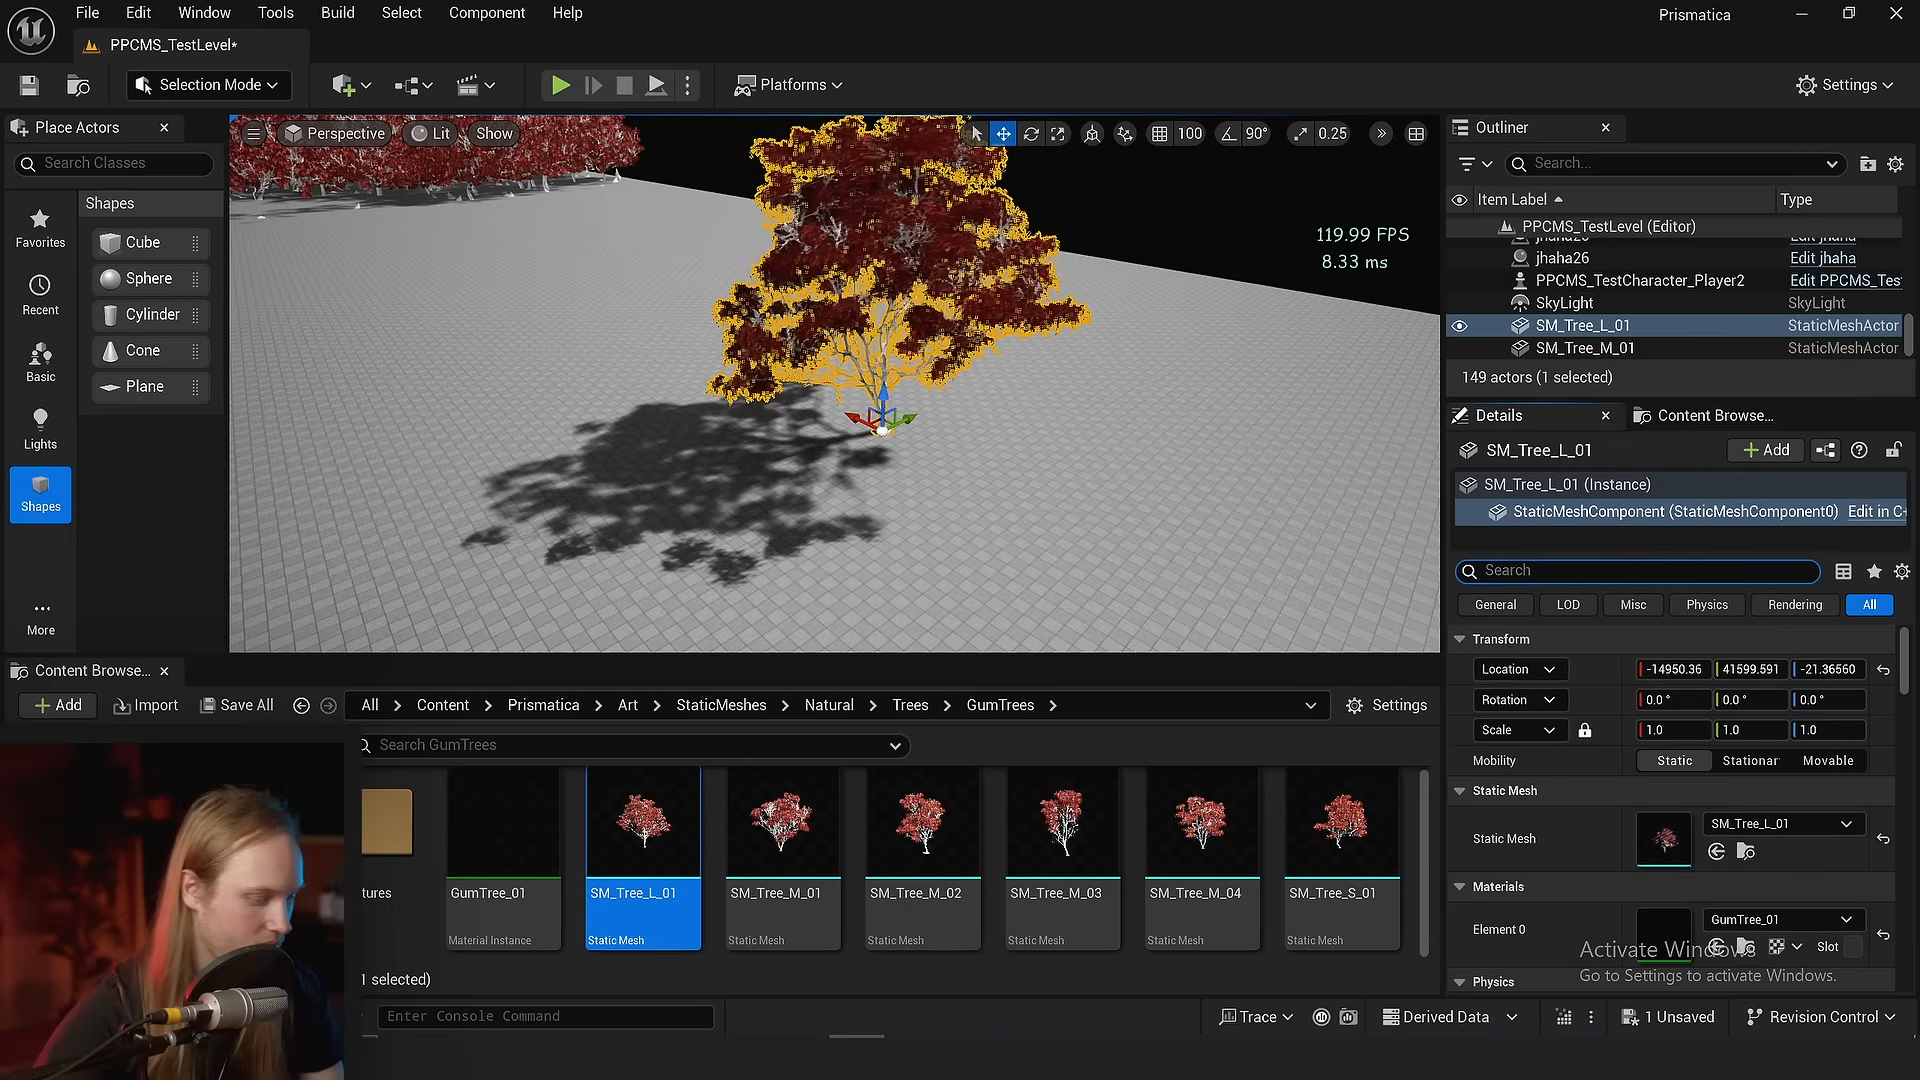 File Edit Window Tools Build Select Component Help
Prismatica
PPCMS_TestLevel*
Selection Mode
Platforms
Settings
Place Actors
Search Classes
Favorites
Recent
Basic
Lights
Shapes
More
Shapes
Cube
Sphere
Cylinder
Cone
Plane
Perspective Lit Show
100 90° 0.25
119.99 FPS
8.33 ms
Outliner
Search...
Item Label Type
PPCMS_TestLevel (Editor)
jhaha26 Edit jhaha
PPCMS_TestCharacter_Player2 Edit PPCMS_Tes
SkyLight SkyLight
SM_Tree_L_01 StaticMeshActor
SM_Tree_M_01 StaticMeshActor
149 actors (1 selected)
Details Content Browse...
SM_Tree_L_01 Add
SM_Tree_L_01 (Instance)
StaticMeshComponent (StaticMeshComponent0) Edit in C+
Search
General LOD Misc Physics Rendering All
Transform
Location -14950.36 41599.591 -21.36560
Rotation 0.0 ° 0.0 ° 0.0 °
Scale 1.0 1.0 1.0
Mobility Static Stationar Movable
Static Mesh
Static Mesh SM_Tree_L_01
Materials
Element 0 GumTree_01
Slot
Physics
Activate Windows
Go to Settings to activate Windows.
Content Browse...
Add Import Save All All Content Prismatica Art StaticMeshes Natural Trees GumTrees Settings
Search GumTrees
tures
GumTree_01
Material Instance
SM_Tree_L_01
Static Mesh
SM_Tree_M_01
Static Mesh
SM_Tree_M_02
Static Mesh
SM_Tree_M_03
Static Mesh
SM_Tree_M_04
Static Mesh
SM_Tree_S_01
Static Mesh
1 selected)
Enter Console Command
Trace Derived Data 1 Unsaved Revision Control